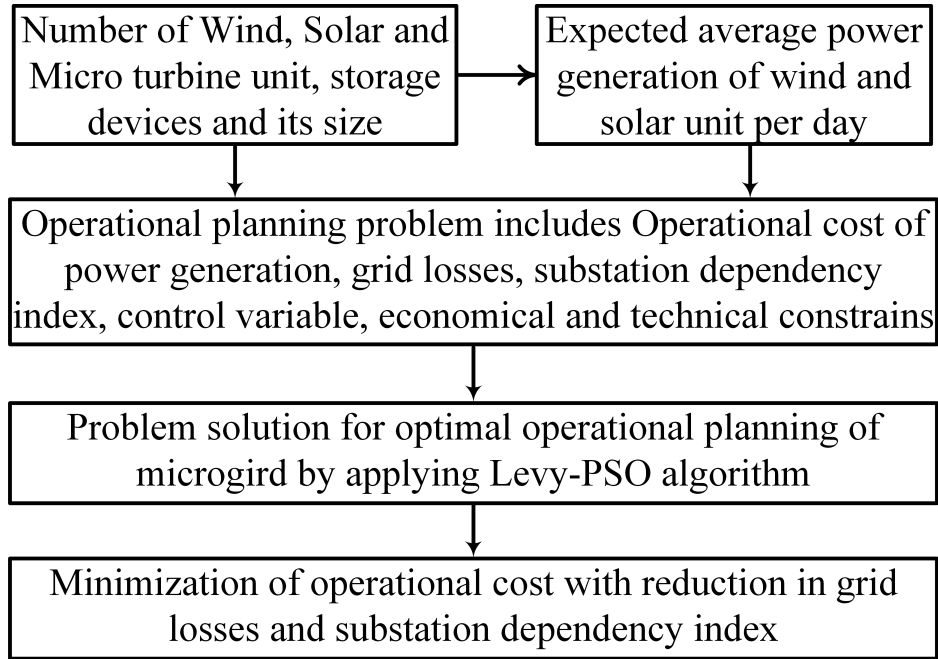 Number of Wind, Solar and
Micro turbine unit, storage
devices and its size
Expected average power
generation of wind and
solar unit per day
Operational planning problem includes Operational cost of
power generation, grid losses, substation dependency
index, control variable, economical and technical constrains
Problem solution for optimal operational planning of
microgird by applying Levy-PSO algorithm
Minimization of operational cost with reduction in grid
losses and substation dependency index